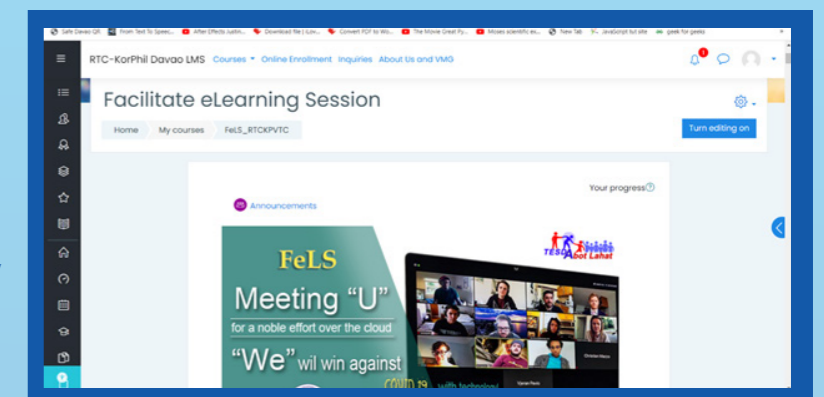 Safe Davao QR. From Text To Speec... After Effects Justin... Download file | iLov... Convert PDF to Wo... The Movie Great Py... Moses scientific es... New Tab JavaScript tut site geek for geeks
RTC-KorPhil Davao LMS Courses Online Enrollment Inquiries About Us and VMG
Facilitate eLearning Session
Home My courses FeLS_RTCKPVTC
Turn editing on
Your progress
Announcements
TESDA Abot Lahat
FeLS
Meeting “U”
for a noble effort over the cloud
“We” wil win against
COVID 19 with technology